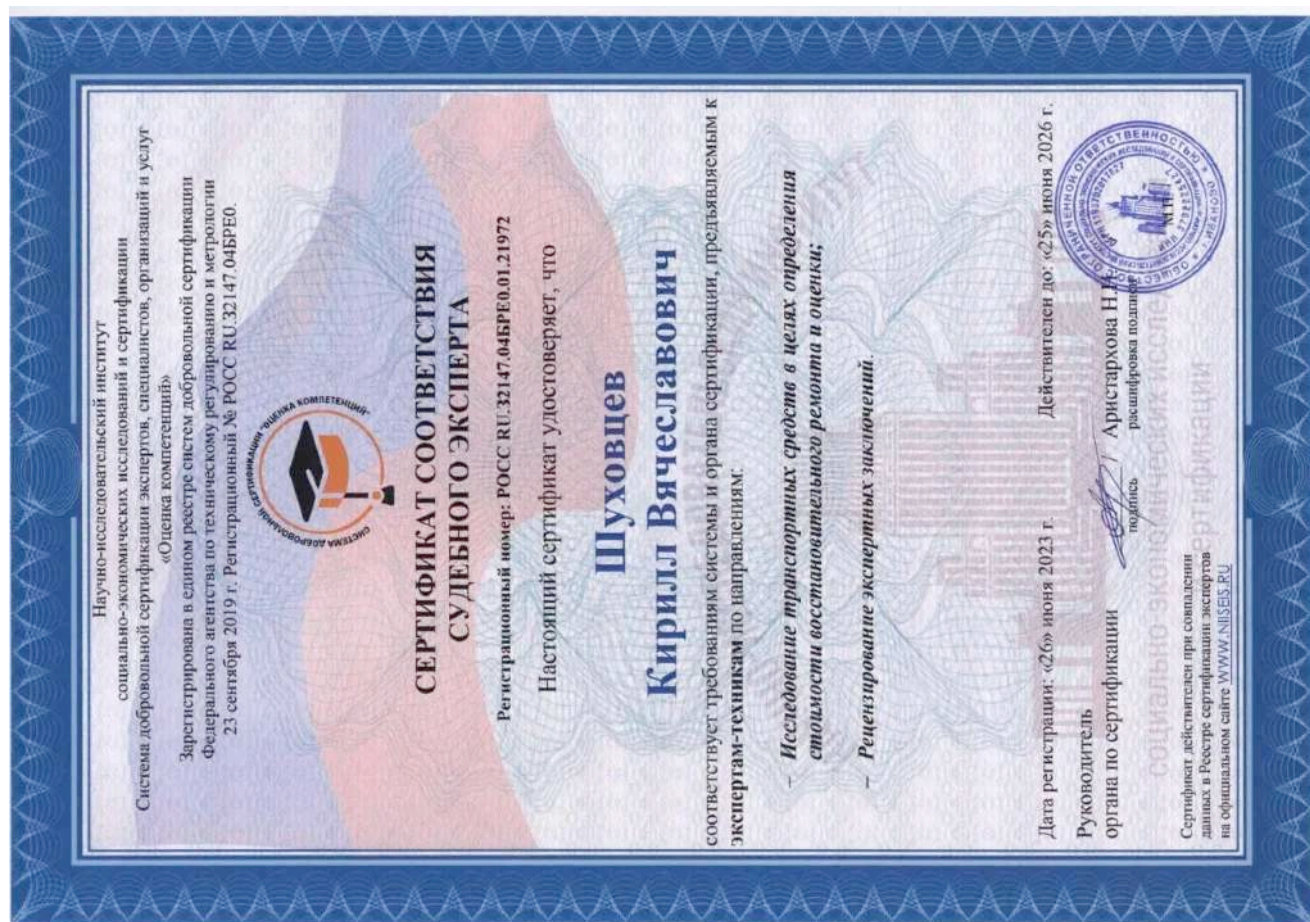 Научно-исследовательский институт
социально-экономических исследований и сертификации
Система добровольной сертификации экспертов, специалистов, организаций и услуг
«Оценка компетенций»
Зарегистрирована в едином реестре систем добровольной сертификации
Федерального агентства по техническому регулированию и метрологии
23 сентября 2019 г. Регистрационный № РОСС RU.32147.04БРЕ0.
СИСТЕМА ДОБРОВОЛЬНОЙ СЕРТИФИКАЦИИ "ОЦЕНКА КОМПЕТЕНЦИЙ"
СЕРТИФИКАТ СООТВЕТСТВИЯ
СУДЕБНОГО ЭКСПЕРТА
Регистрационный номер: РОСС RU.32147.04БРЕ0.01.21972
Настоящий сертификат удостоверяет, что
Шуховцев
Кирилл Вячеславович
соответствует требованиям системы и органа сертификации, предъявляемым к
экспертам-техникам по направлениям:
– Исследование транспортных средств в целях определения
стоимости восстановительного ремонта и оценки;
– Рецензирование экспертных заключений.
Дата регистрации: «26» июня 2023 г. Действителен до: «25» июня 2026 г.
Руководитель
органа по сертификации Аристархова Н.В.
подпись расшифровка подписи М.П.
Сертификат действителен при совпадении
данных в Реестре сертификации экспертов
на официальном сайте WWW.NIISEIS.RU